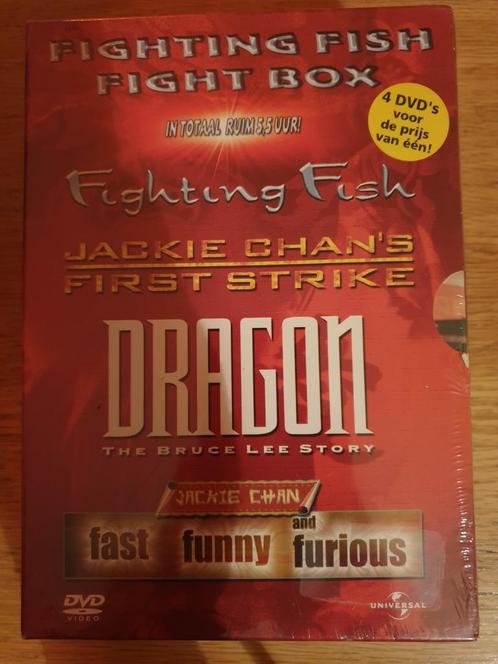 FIGHTING FISH
FIGHT BOX
IN TOTAAL RUIM 5,5 UUR!
4 DVD's
voor
de prijs
van één!
Fighting Fish
JACKIE CHAN'S
FIRST STRIKE
DRAGON
THE BRUCE LEE STORY
JACKIE CHAN
fast funny and furious
DVD
VIDEO
UNIVERSAL